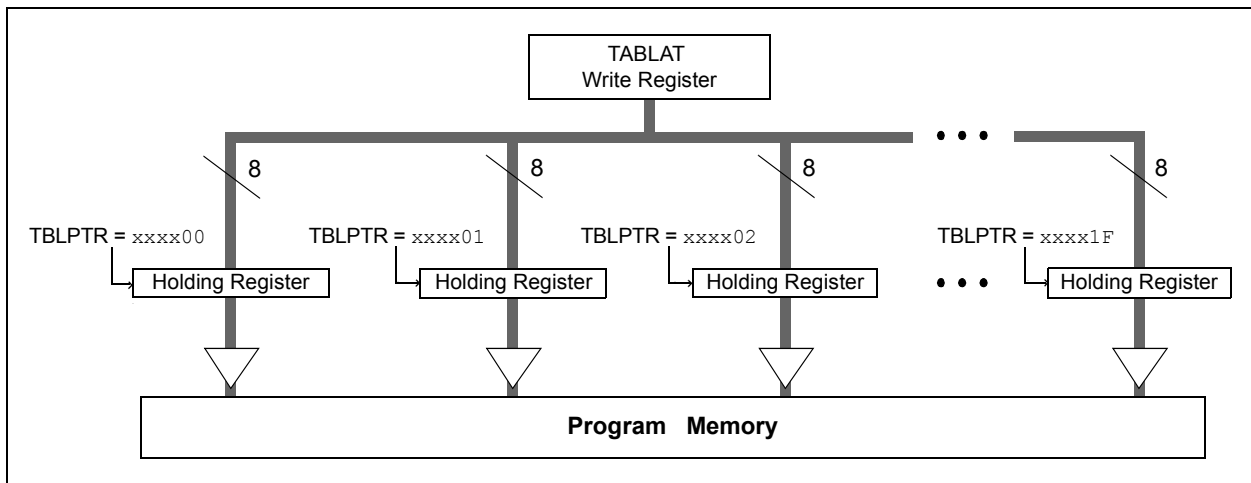 TABLAT
Write Register
8 8 8 8
TBLPTR = xxxx00 TBLPTR = xxxx01 TBLPTR = xxxx02 TBLPTR = xxxx1F
Holding Register Holding Register Holding Register Holding Register
Program Memory